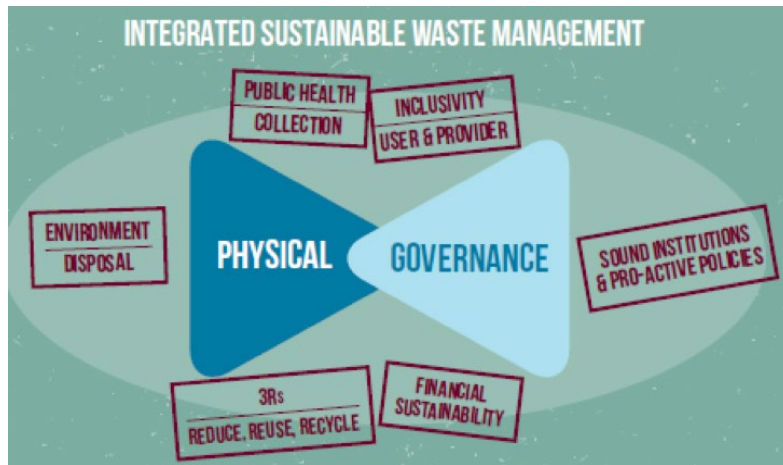 INTEGRATED SUSTAINABLE WASTE MANAGEMENT
PUBLIC HEALTH
COLLECTION
INCLUSIVITY
USER & PROVIDER
ENVIRONMENT
DISPOSAL
PHYSICAL
GOVERNANCE
SOUND INSTITUTIONS
& PRO-ACTIVE POLICIES
3Rs
REDUCE, REUSE, RECYCLE
FINANCIAL
SUSTAINABILITY